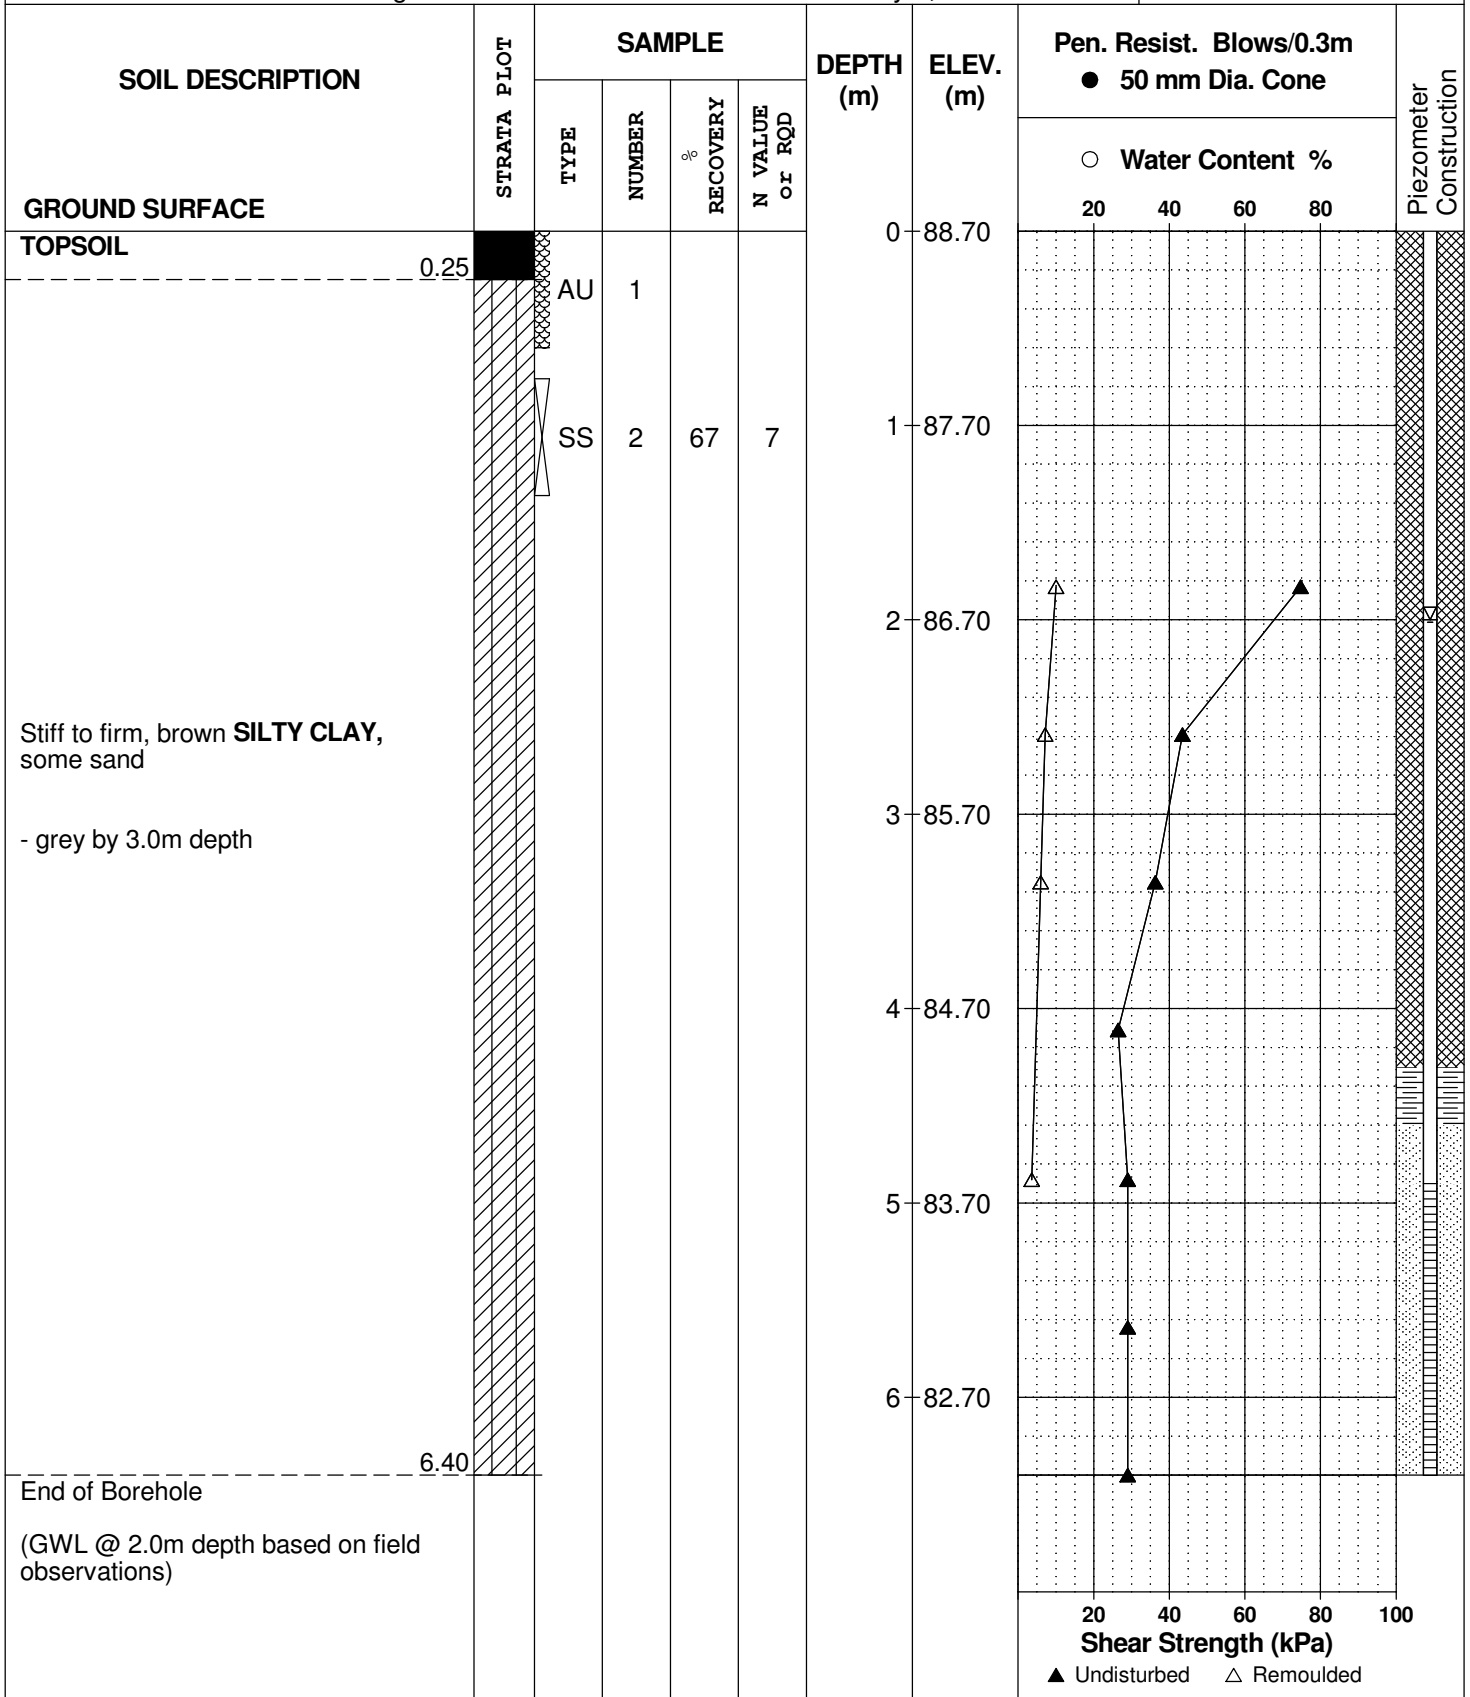 SOIL DESCRIPTION
GROUND SURFACE
STRATA PLOT
SAMPLE
TYPE
NUMBER
%
RECOVERY
N VALUE
or RQD
DEPTH
(m)
ELEV.
(m)
Pen. Resist. Blows/0.3m
● 50 mm Dia. Cone
○ Water Content %
20 40 60 80
Piezometer
Construction
TOPSOIL
0.25
AU 1
SS 2 67 7
Stiff to firm, brown SILTY CLAY,
some sand
- grey by 3.0m depth
6.40
End of Borehole
(GWL @ 2.0m depth based on field
observations)
0 88.70
1 87.70
2 86.70
3 85.70
4 84.70
5 83.70
6 82.70
20 40 60 80 100
Shear Strength (kPa)
▲ Undisturbed △ Remoulded